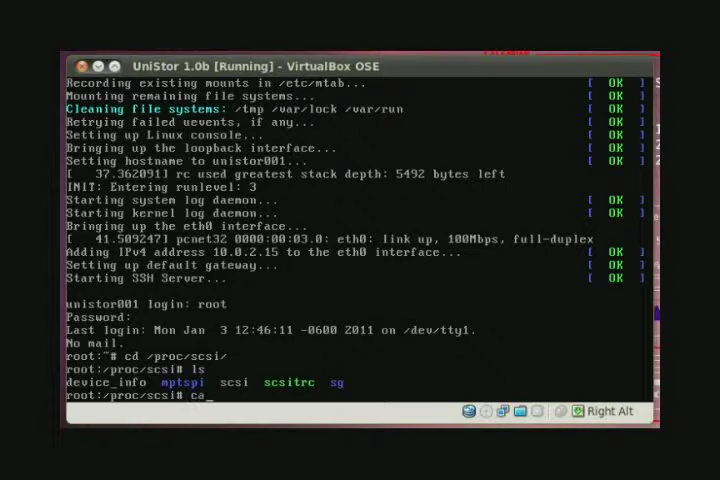 UniStor 1.0b [Running] - VirtualBox OSE
Recording existing mounts in /etc/mtab... [ OK ]
Mounting remaining file systems... [ OK ]
Cleaning file systems: /tmp /var/lock /var/run [ OK ]
Retrying failed uevents, if any... [ OK ]
Setting up Linux console... [ OK ]
Bringing up the loopback interface... [ OK ]
Setting hostname to unistor001... [ OK ]
[ 37.362091] rc used greatest stack depth: 5492 bytes left
INIT: Entering runlevel: 3
Starting system log daemon... [ OK ]
Starting kernel log daemon... [ OK ]
Bringing up the eth0 interface...
[ 41.509247] pcnet32 0000:00:03.0: eth0: link up, 100Mbps, full-duplex
Adding IPv4 address 10.0.2.15 to the eth0 interface... [ OK ]
Setting up default gateway... [ OK ]
Starting SSH Server... [ OK ]
unistor001 login: root
Password:
Last login: Mon Jan 3 12:46:11 -0600 2011 on /dev/tty1.
No mail.
root:~# cd /proc/scsi/
root:/proc/scsi# ls
device_info mptspi scsi scsitrc sg
root:/proc/scsi# ca_
Right Alt